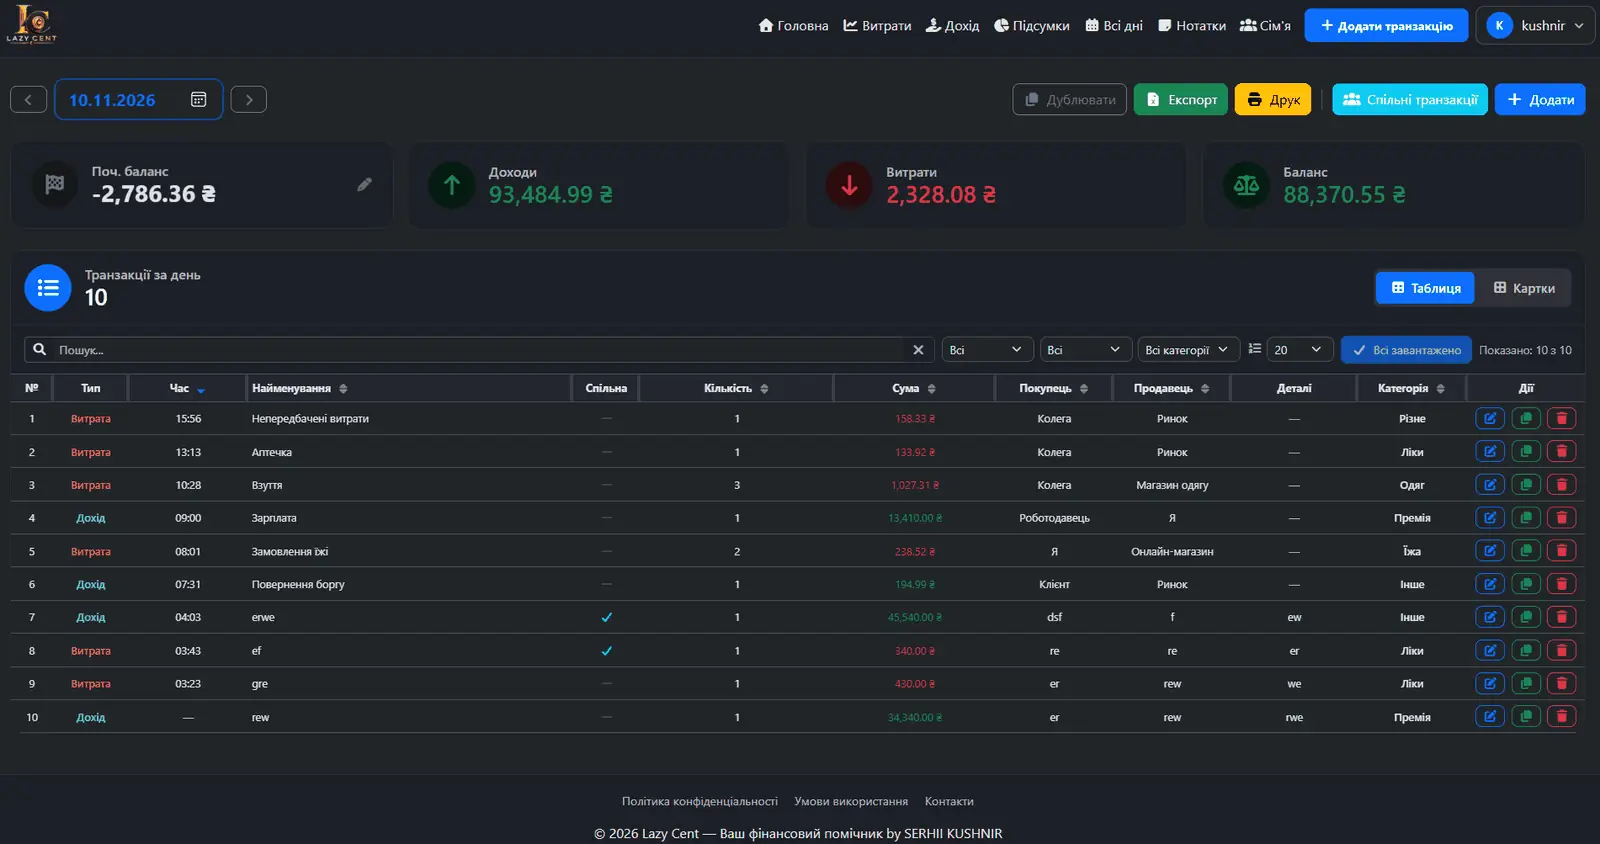 LAZY CENT
Головна Витрати Дохід Підсумки Всі дні Нотатки Сім'я + Додати транзакцію K kushnir
10.11.2026 Дублювати Експорт Друк Спільні транзакції + Додати
Поч. баланс
-2,786.36 ₴
Доходи
93,484.99 ₴
Витрати
2,328.08 ₴
Баланс
88,370.55 ₴
Транзакції за день
10
Таблиця Картки
Пошук... Всі Всі Всі категорії 20 Всі завантажено Показано: 10 з 10
№ Тип Час Найменування Спільна Кількість Сума Покупець Продавець Деталі Категорія Дії
1 Витрата 15:56 Непередбачені витрати — 1 158.33 ₴ Колега Ринок — Різне
2 Витрата 13:13 Аптечка — 1 133.92 ₴ Колега Ринок — Ліки
3 Витрата 10:28 Взуття — 3 1,027.31 ₴ Колега Магазин одягу — Одяг
4 Дохід 09:00 Зарплата — 1 13,410.00 ₴ Роботодавець Я — Премія
5 Витрата 08:01 Замовлення їжі — 2 238.52 ₴ Я Онлайн-магазин — Їжа
6 Дохід 07:31 Повернення боргу — 1 194.99 ₴ Клієнт Ринок — Інше
7 Дохід 04:03 erwe ✓ 1 45,540.00 ₴ dsf f ew Інше
8 Витрата 03:43 ef ✓ 1 340.00 ₴ re re er Ліки
9 Витрата 03:23 gre — 1 430.00 ₴ er rew we Ліки
10 Дохід — rew — 1 34,340.00 ₴ er rew rwe Премія
Політика конфіденціальності Умови використання Контакти
© 2026 Lazy Cent — Ваш фінансовий помічник by SERHII KUSHNIR